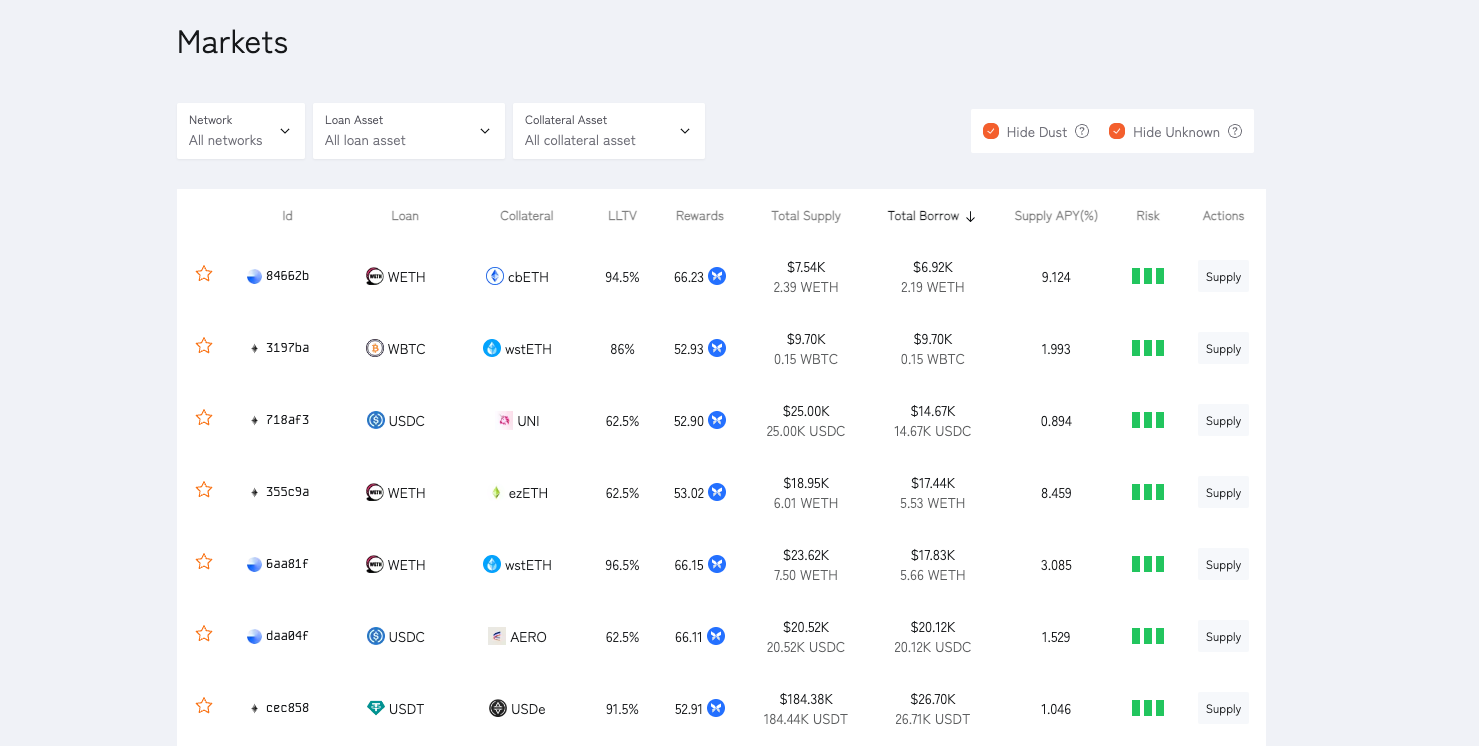 Markets
Network
All networks
Loan Asset
All loan asset
Collateral Asset
All collateral asset
Hide Dust ?
Hide Unknown ?
Id Loan Collateral LLTV Rewards Total Supply Total Borrow ↓ Supply APY(%) Risk Actions
84662b WETH cbETH 94.5% 66.23 $7.54K $6.92K 9.124 Supply
2.39 WETH 2.19 WETH
3197ba WBTC wstETH 86% 52.93 $9.70K $9.70K 1.993 Supply
0.15 WBTC 0.15 WBTC
718af3 USDC UNI 62.5% 52.90 $25.00K $14.67K 0.894 Supply
25.00K USDC 14.67K USDC
355c9a WETH ezETH 62.5% 53.02 $18.95K $17.44K 8.459 Supply
6.01 WETH 5.53 WETH
6aa81f WETH wstETH 96.5% 66.15 $23.62K $17.83K 3.085 Supply
7.50 WETH 5.66 WETH
daa04f USDC AERO 62.5% 66.11 $20.52K $20.12K 1.529 Supply
20.52K USDC 20.12K USDC
cec858 USDT USDe 91.5% 52.91 $184.38K $26.70K 1.046 Supply
184.44K USDT 26.71K USDT